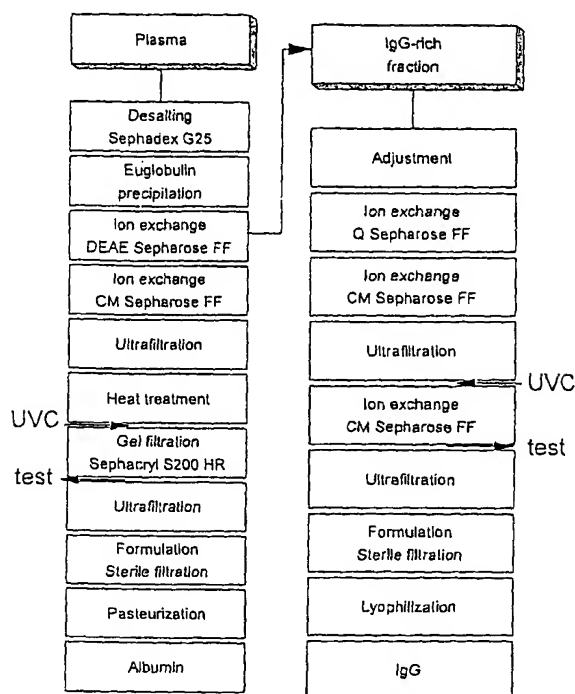 Plasma
Desalting
Sephadex G25
Euglobulin
precipitation
Ion exchange
DEAE Sepharose FF
Ion exchange
CM Sepharose FF
Ultrafiltration
Heat treatment
UVC
Gel filtration
Sephacryl S200 HR
test
Ultrafiltration
Formulation
Sterile filtration
Pasteurization
Albumin
IgG-rich
fraction
Adjustment
Ion exchange
Q Sepharose FF
Ion exchange
CM Sepharose FF
Ultrafiltration
UVC
Ion exchange
CM Sepharose FF
test
Ultrafiltration
Formulation
Sterile filtration
Lyophilization
IgG